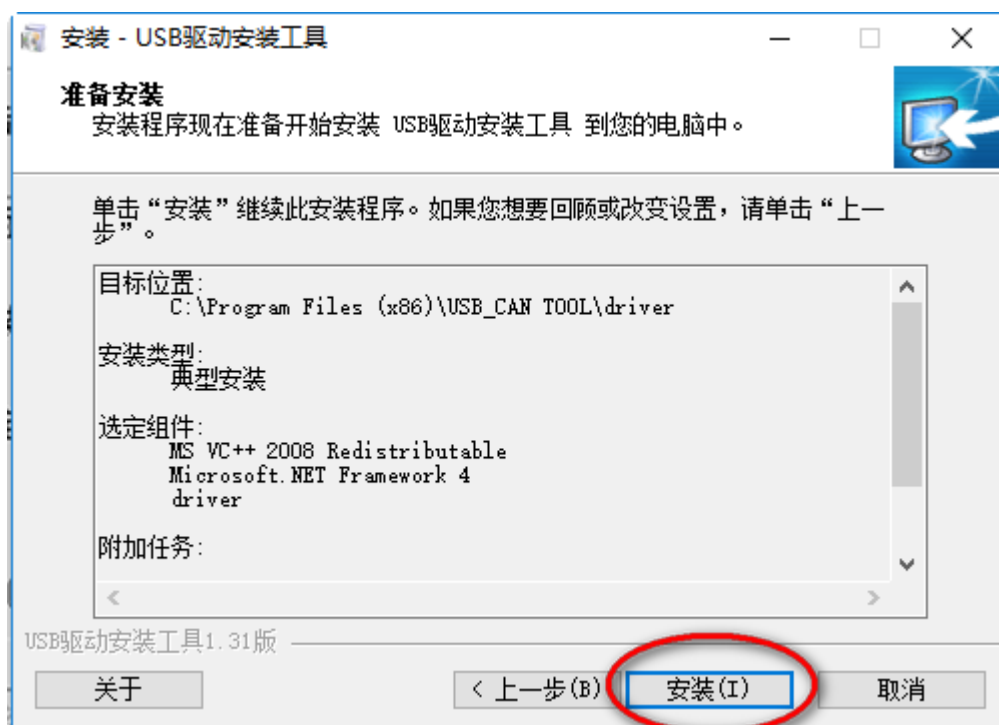 安装 - USB驱动安装工具
准备安装
安装程序现在准备开始安装 USB驱动安装工具 到您的电脑中。
单击“安装”继续此安装程序。如果您想要回顾或改变设置，请单击“上一
步”。
目标位置:
C:\Program Files (x86)\USB_CAN TOOL\driver
安装类型:
典型安装
选定组件:
MS VC++ 2008 Redistributable
Microsoft.NET Framework 4
driver
附加任务:
USB驱动安装工具1.31版
关于
< 上一步(B)
安装(I)
取消